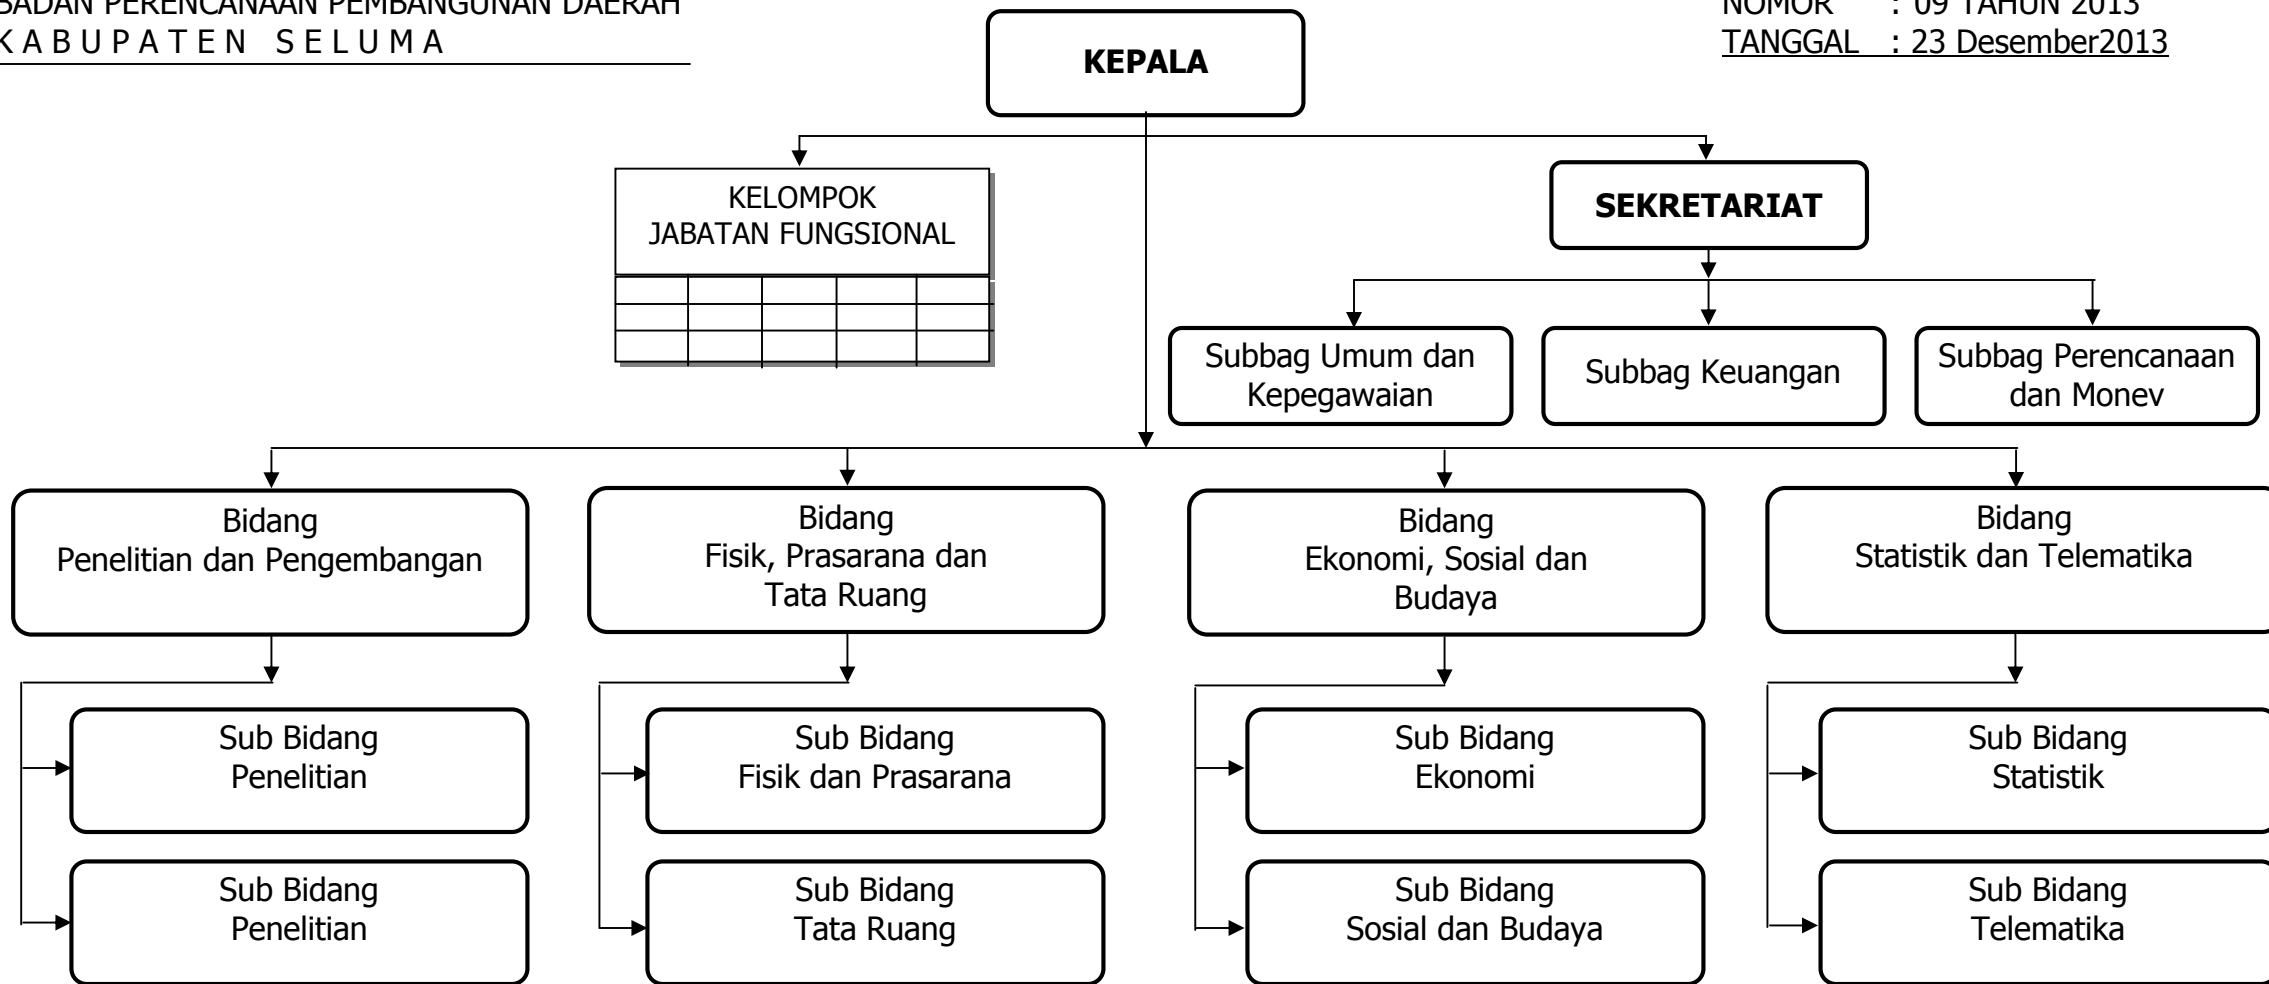 BADAN PERENCANAAN PEMBANGUNAN DAERAH
KABUPATEN SELUMA
NOMOR : 09 TAHUN 2013
TANGGAL : 23 Desember2013
KEPALA
KELOMPOK
JABATAN FUNGSIONAL
SEKRETARIAT
Subbag Umum dan
Kepegawaian
Subbag Keuangan
Subbag Perencanaan
dan Monev
Bidang
Penelitian dan Pengembangan
Bidang
Fisik, Prasarana dan
Tata Ruang
Bidang
Ekonomi, Sosial dan
Budaya
Bidang
Statistik dan Telematika
Sub Bidang
Penelitian
Sub Bidang
Fisik dan Prasarana
Sub Bidang
Ekonomi
Sub Bidang
Statistik
Sub Bidang
Penelitian
Sub Bidang
Tata Ruang
Sub Bidang
Sosial dan Budaya
Sub Bidang
Telematika